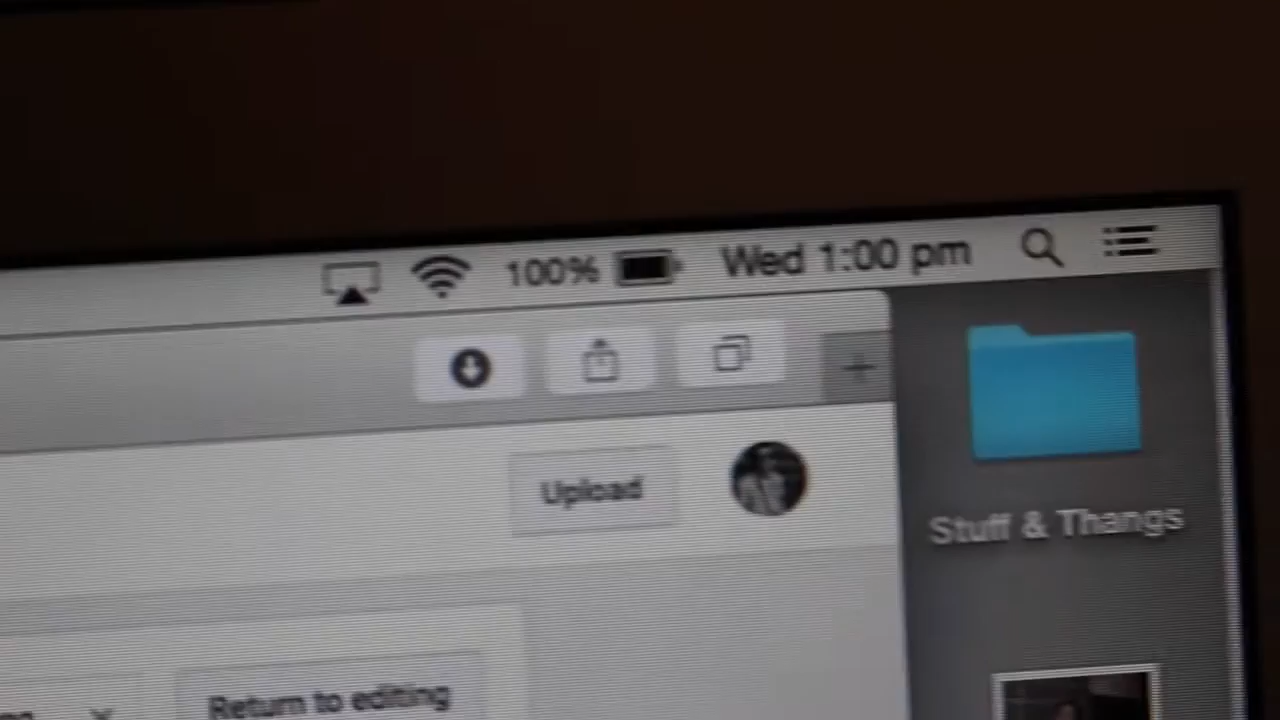 100% Wed 1:00 pm
Upload
Stuff & Thangs
Return to editing